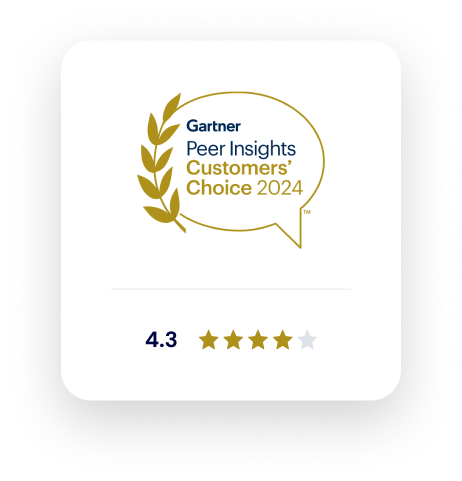 Gartner
Peer Insights
Customers’
Choice 2024
™
4.3